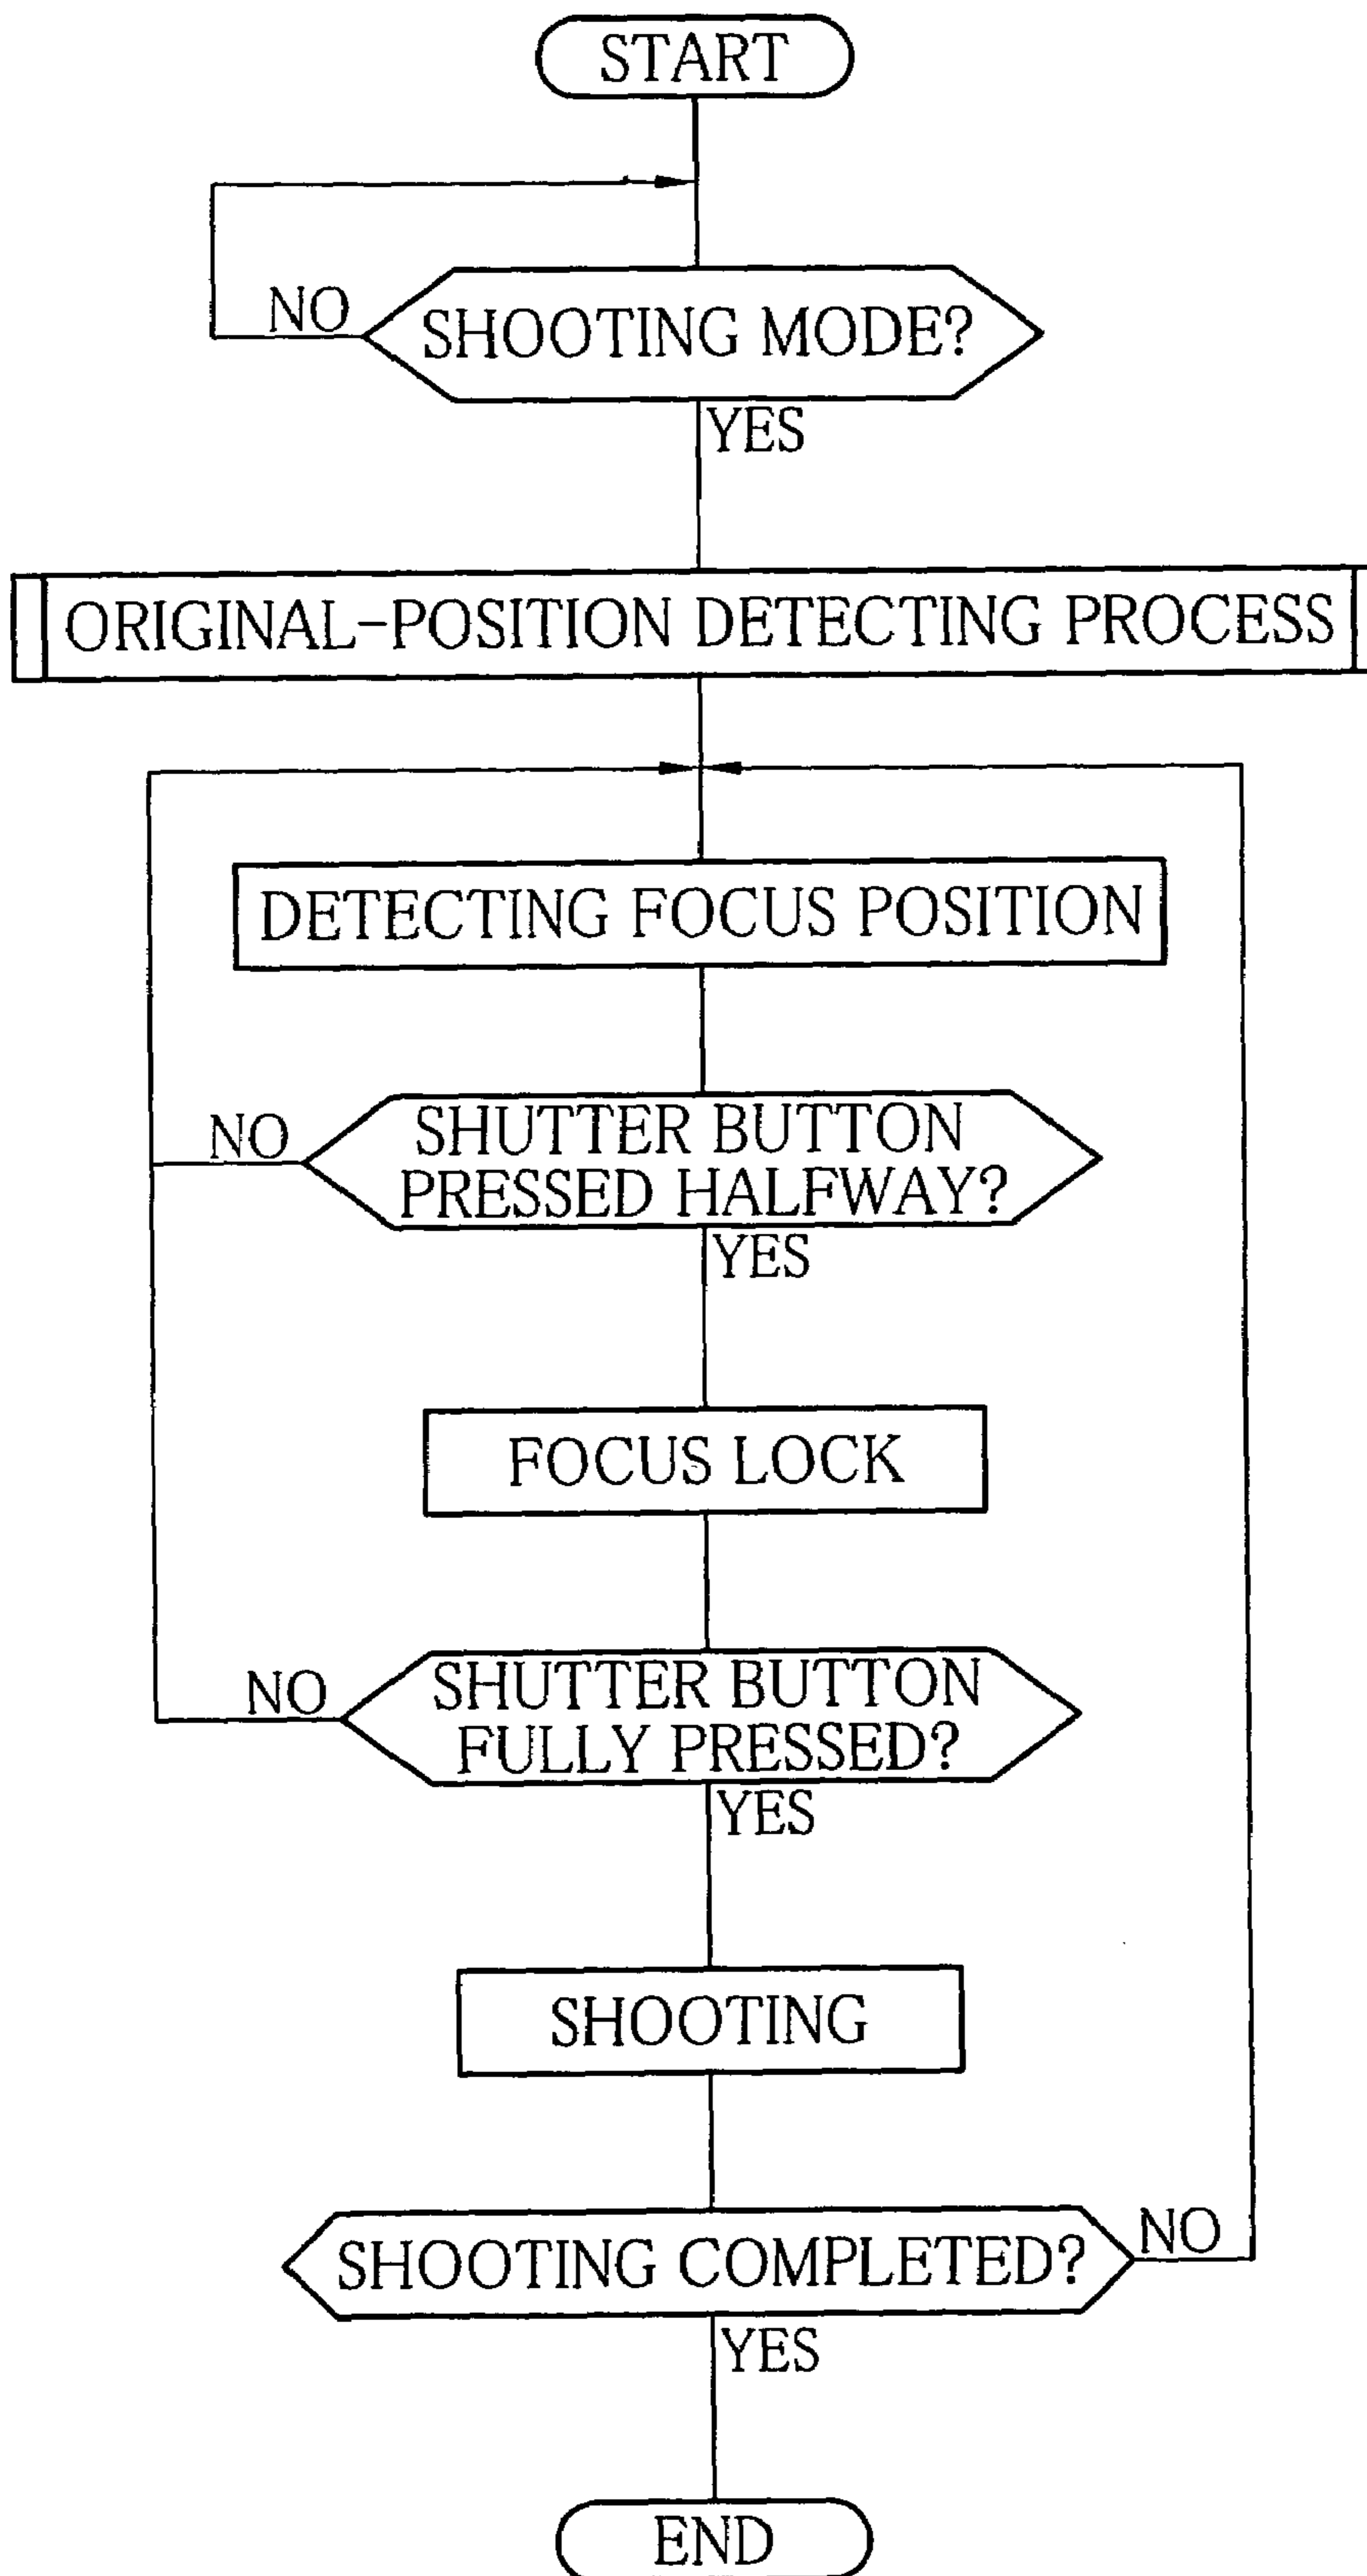 START
NO
SHOOTING MODE?
YES
ORIGINAL-POSITION DETECTING PROCESS
DETECTING FOCUS POSITION
NO
SHUTTER BUTTON
PRESSED HALFWAY?
YES
FOCUS LOCK
NO
SHUTTER BUTTON
FULLY PRESSED?
YES
SHOOTING
SHOOTING COMPLETED?
NO
YES
END